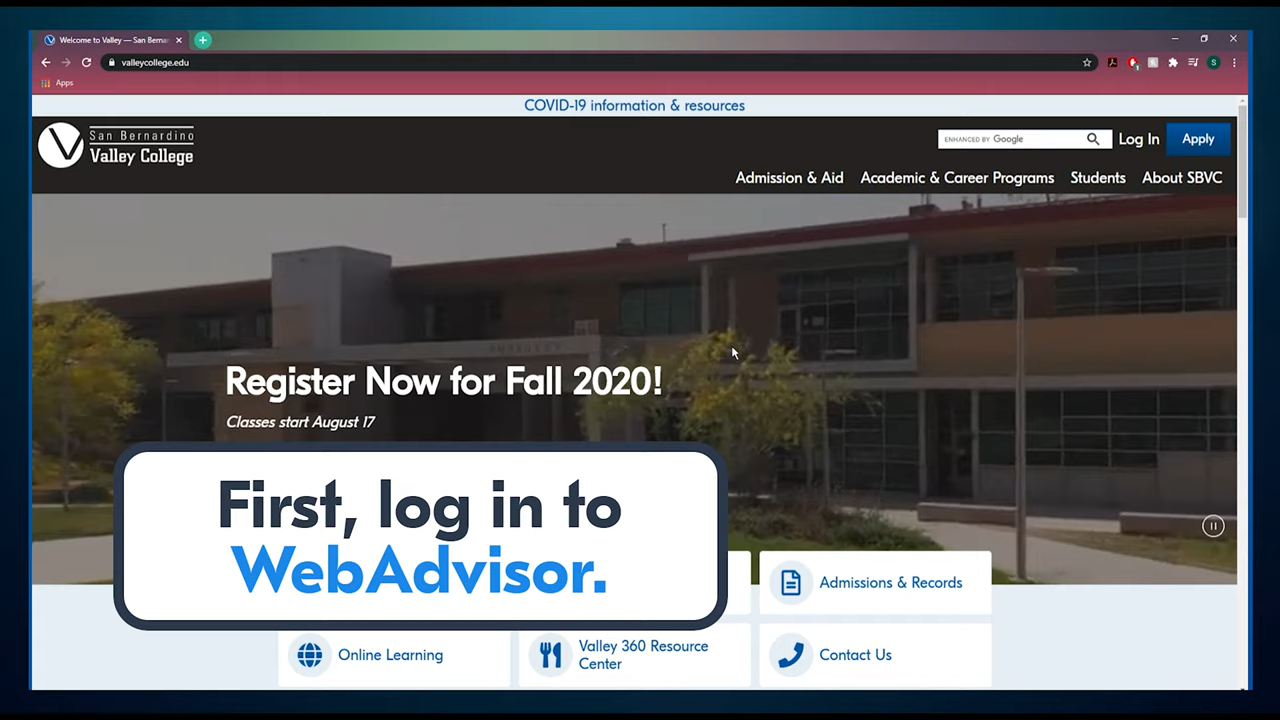 Welcome to Valley — San Berna
valleycollege.edu
Apps
COVID-19 information & resources
San Bernardino
Valley College
ENHANCED BY Google
Log In
Apply
Admission & Aid
Academic & Career Programs
Students
About SBVC
Register Now for Fall 2020!
Classes start August 17
First, log in to
WebAdvisor.
Admissions & Records
Online Learning
Valley 360 Resource
Center
Contact Us